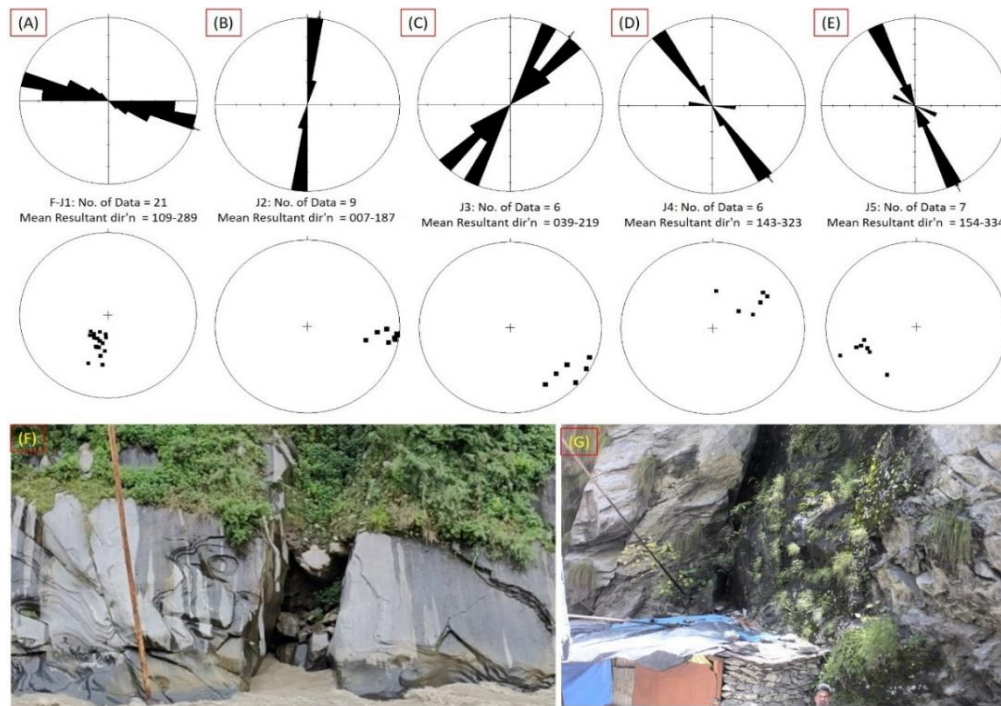 (A)
(B)
(C)
(D)
(E)
F-J1: No. of Data = 21
Mean Resultant dir'n = 109-289
J2: No. of Data = 9
Mean Resultant dir'n = 007-187
J3: No. of Data = 6
Mean Resultant dir'n = 039-219
J4: No. of Data = 6
Mean Resultant dir'n = 143-323
J5: No. of Data = 7
Mean Resultant dir'n = 154-334
(F)
(G)